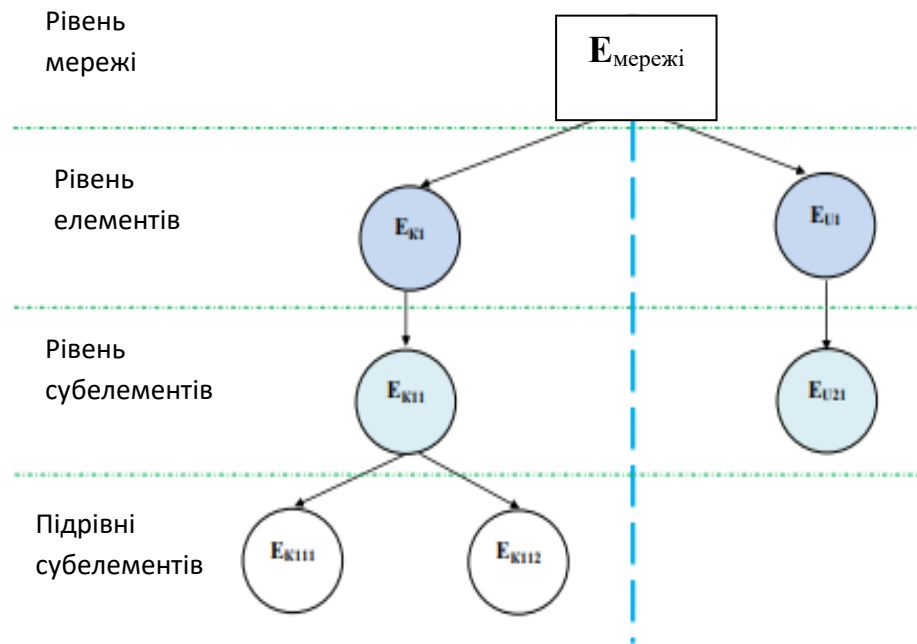 Рівень
мережі
Eмережі
Рівень
елементів
EK1
EU1
Рівень
субелементів
EK11
EU21
Підрівні
субелементів
EK111
EK112